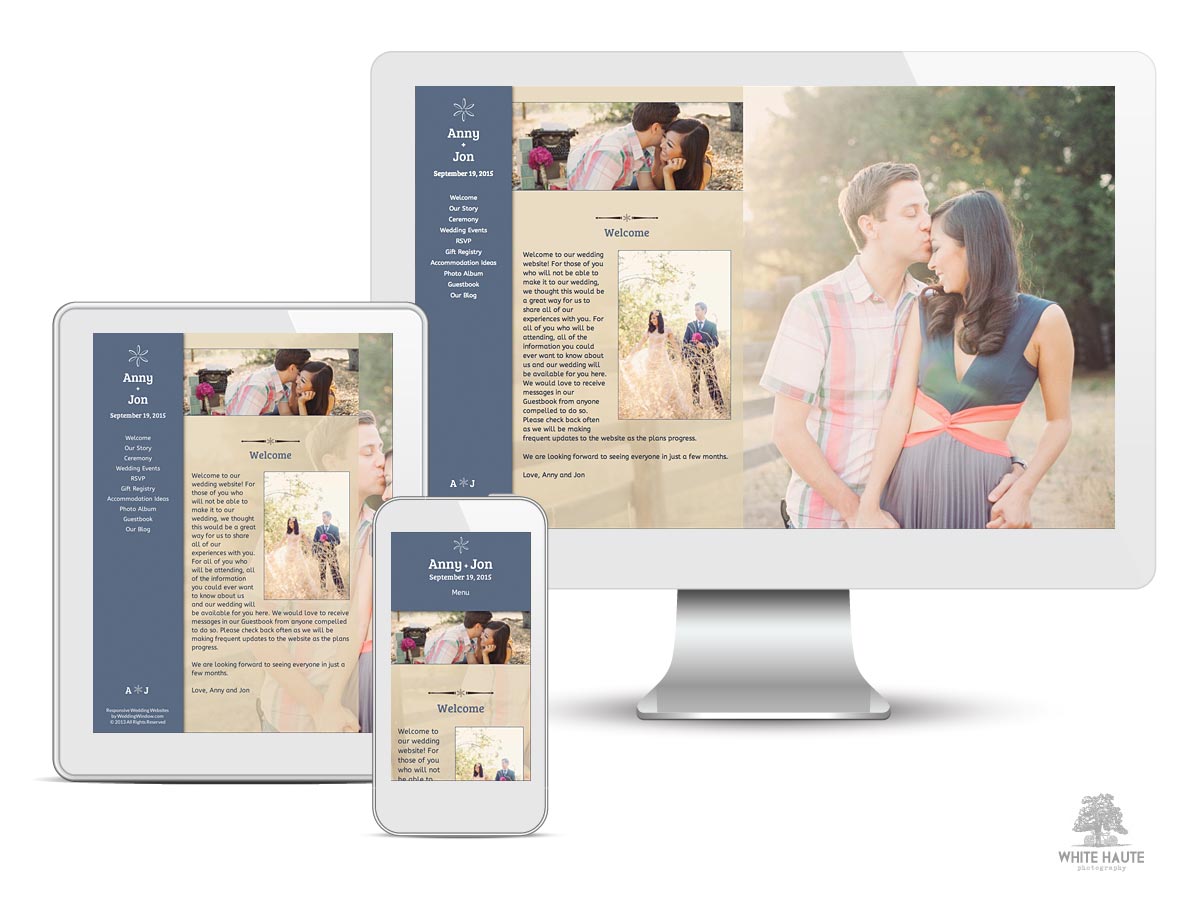 Anny
+
Jon
September 19, 2015
Welcome
Our Story
Ceremony
Wedding Events
RSVP
Gift Registry
Accommodation Ideas
Photo Album
Guestbook
Our Blog
A J
Welcome
Welcome to our wedding
website! For those of you
who will not be able to
make it to our wedding,
we thought this would be
a great way for us to
share all of our
experiences with you. For
all of you who will be
attending, all of the
information you could
ever want to know about
us and our wedding will
be available for you here.
We would love to receive
messages in our
Guestbook from anyone
compelled to do so.
Please check back often
as we will be making
frequent updates to the website as the plans progress.
We are looking forward to seeing everyone in just a few months.
Love, Anny and Jon
Anny
+
Jon
September 19, 2015
Welcome
Our Story
Ceremony
Wedding Events
RSVP
Gift Registry
Accommodation Ideas
Photo Album
Guestbook
Our Blog
A J
Responsive Wedding Websites
by WeddingWindow.com
© 2013 All Rights Reserved
Welcome
Welcome to our
wedding website! For
those of you who
will not be able to
make it to our
wedding, we thought
this would be a great
way for us to share
all of our
experiences with you.
For all of you who
will be attending, all
of the information
you could ever want
to know about us
and our wedding will
be available for you here. We would love to receive
messages in our Guestbook from anyone compelled
to do so. Please check back often as we will be
making frequent updates to the website as the plans
progress.
We are looking forward to seeing everyone in just a
few months.
Love, Anny and Jon
Anny + Jon
September 19, 2015
Menu
Welcome
Welcome to
our wedding
website! For
those of you
who will not
be able to
WHITE HAUTE
photography